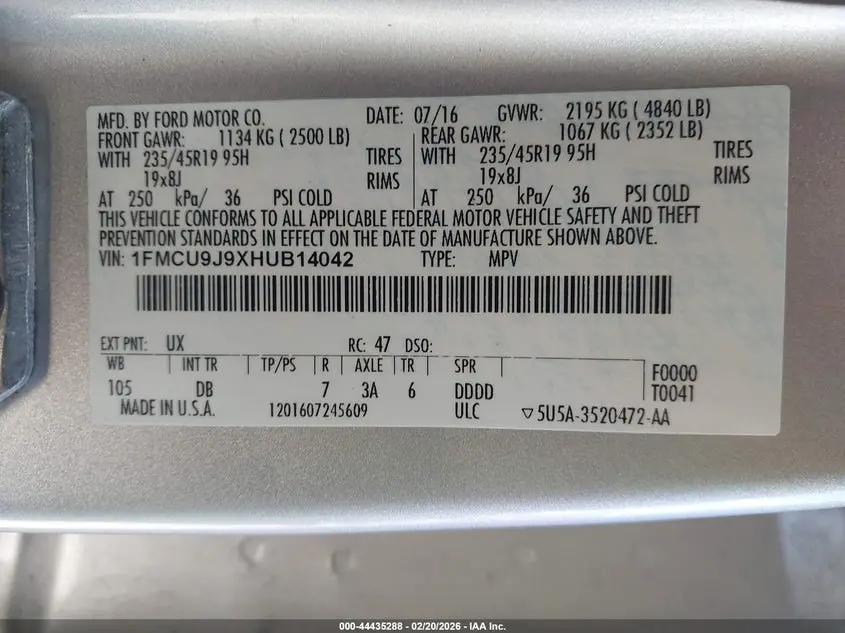 MFD. BY FORD MOTOR CO. DATE: 07/16 GVWR: 2195 KG ( 4840 LB)
FRONT GAWR: 1134 KG ( 2500 LB) REAR GAWR: 1067 KG ( 2352 LB)
WITH 235/45R19 95H TIRES WITH 235/45R19 95H TIRES
19x8J RIMS 19x8J RIMS
AT 250 kPa/ 36 PSI COLD AT 250 kPa/ 36 PSI COLD
THIS VEHICLE CONFORMS TO ALL APPLICABLE FEDERAL MOTOR VEHICLE SAFETY AND THEFT
PREVENTION STANDARDS IN EFFECT ON THE DATE OF MANUFACTURE SHOWN ABOVE.
VIN: 1FMCU9J9XHUB14042 TYPE: MPV
EXT PNT: UX RC: 47 DSO:
WB INT TR TP/PS R AXLE TR SPR F0000
105 DB 7 3A 6 DDDD T0041
MADE IN U.S.A. 1201607245609 ULC ▽5U5A-3520472-AA
000-44435288 — 02/20/2026 — IAA Inc.